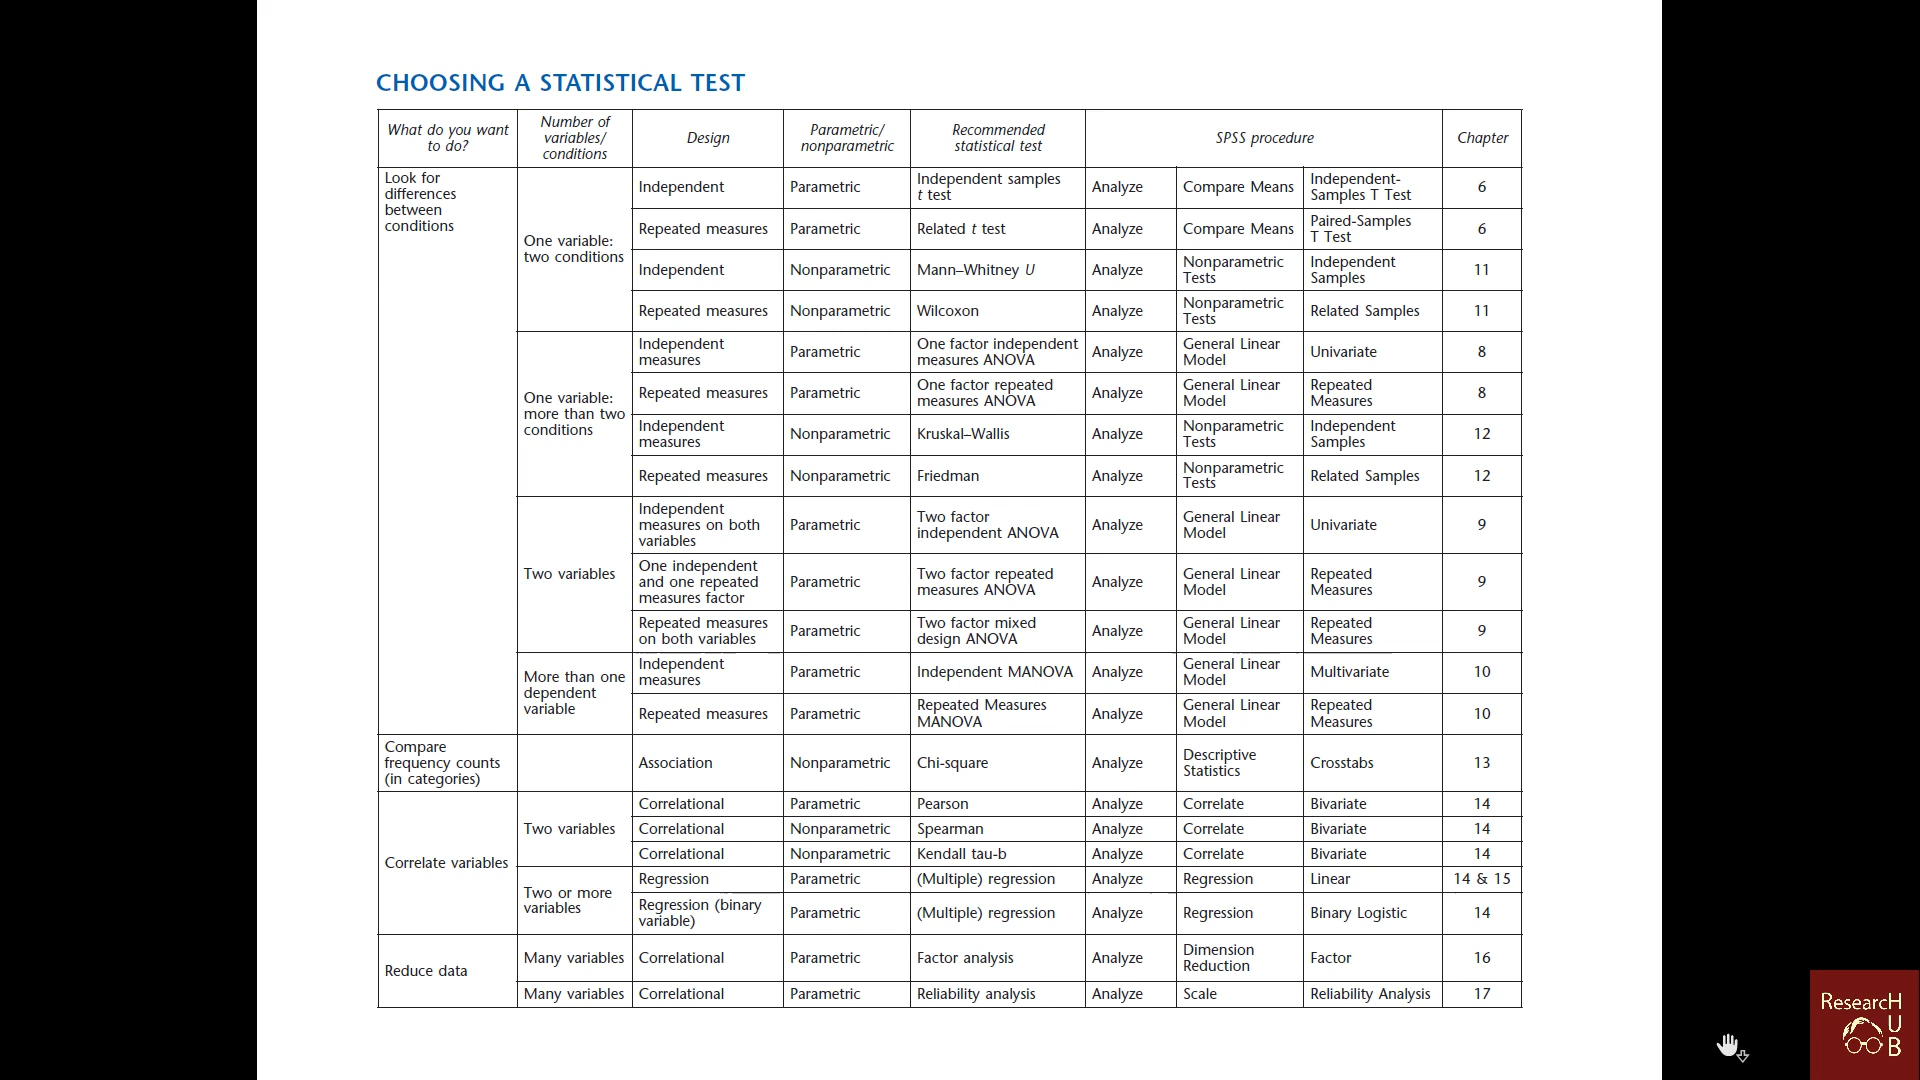 CHOOSING A STATISTICAL TEST
What do you want
to do?
Number of
variables/
conditions
Design
Parametric/
nonparametric
Recommended
statistical test
SPSS procedure
Chapter
Look for
differences
between
conditions
One variable:
two conditions
Independent
Parametric
Independent samples
t test
Analyze
Compare Means
Independent-
Samples T Test
6
Repeated measures
Parametric
Related t test
Analyze
Compare Means
Paired-Samples
T Test
6
Independent
Nonparametric
Mann–Whitney U
Analyze
Nonparametric
Tests
Independent
Samples
11
Repeated measures
Nonparametric
Wilcoxon
Analyze
Nonparametric
Tests
Related Samples
11
One variable:
more than two
conditions
Independent
measures
Parametric
One factor independent
measures ANOVA
Analyze
General Linear
Model
Univariate
8
Repeated measures
Parametric
One factor repeated
measures ANOVA
Analyze
General Linear
Model
Repeated
Measures
8
Independent
measures
Nonparametric
Kruskal–Wallis
Analyze
Nonparametric
Tests
Independent
Samples
12
Repeated measures
Nonparametric
Friedman
Analyze
Nonparametric
Tests
Related Samples
12
Two variables
Independent
measures on both
variables
Parametric
Two factor
independent ANOVA
Analyze
General Linear
Model
Univariate
9
One independent
and one repeated
measures factor
Parametric
Two factor repeated
measures ANOVA
Analyze
General Linear
Model
Repeated
Measures
9
Repeated measures
on both variables
Parametric
Two factor mixed
design ANOVA
Analyze
General Linear
Model
Repeated
Measures
9
More than one
dependent
variable
Independent
measures
Parametric
Independent MANOVA
Analyze
General Linear
Model
Multivariate
10
Repeated measures
Parametric
Repeated Measures
MANOVA
Analyze
General Linear
Model
Repeated
Measures
10
Compare
frequency counts
(in categories)
Association
Nonparametric
Chi-square
Analyze
Descriptive
Statistics
Crosstabs
13
Correlate variables
Two variables
Correlational
Parametric
Pearson
Analyze
Correlate
Bivariate
14
Correlational
Nonparametric
Spearman
Analyze
Correlate
Bivariate
14
Correlational
Nonparametric
Kendall tau-b
Analyze
Correlate
Bivariate
14
Two or more
variables
Regression
Parametric
(Multiple) regression
Analyze
Regression
Linear
14 & 15
Regression (binary
variable)
Parametric
(Multiple) regression
Analyze
Regression
Binary Logistic
14
Reduce data
Many variables
Correlational
Parametric
Factor analysis
Analyze
Dimension
Reduction
Factor
16
Many variables
Correlational
Parametric
Reliability analysis
Analyze
Scale
Reliability Analysis
17
ResearcH
U
B